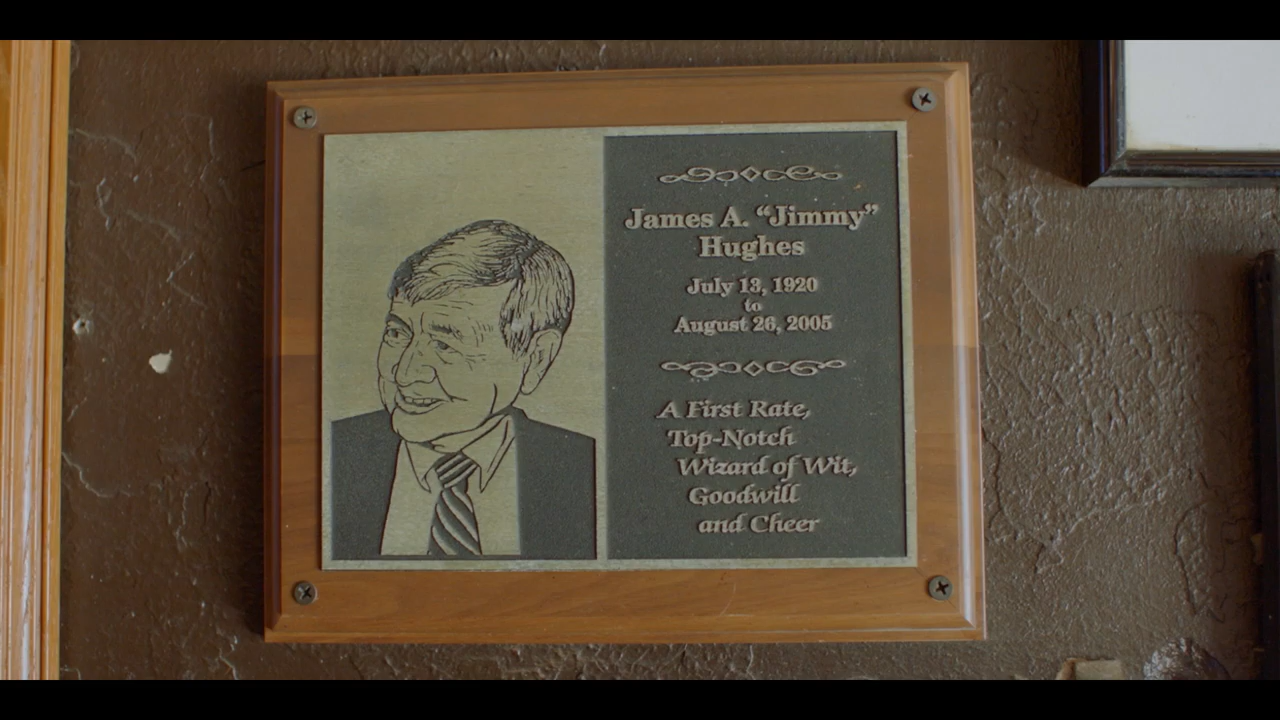 James A. “Jimmy”
Hughes
July 13, 1920
to
August 26, 2005
A First Rate,
Top-Notch
Wizard of Wit,
Goodwill
and Cheer